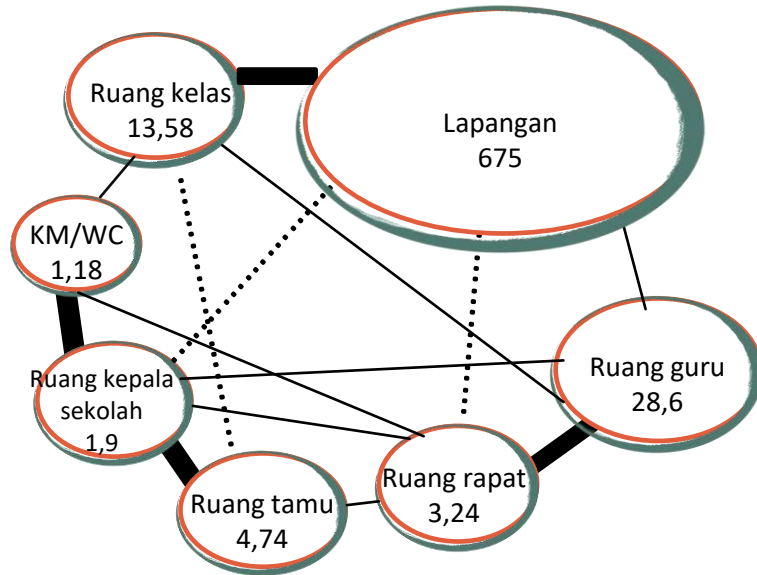 Ruang kelas
13,58
Lapangan
675
KM/WC
1,18
Ruang kepala
sekolah
1,9
Ruang guru
28,6
Ruang tamu
4,74
Ruang rapat
3,24